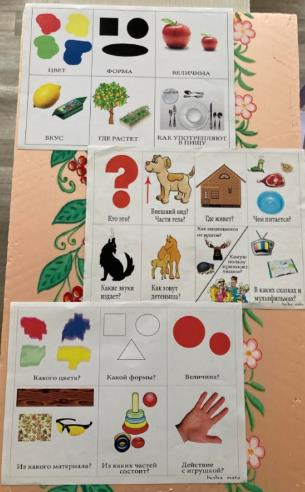 ЦВЕТ
ФОРМА
ВЕЛИЧИНА
ВКУС
ГДЕ РАСТЕТ
КАК УПОТРЕБЛЯЮТ
В ПИЩУ
Кто это?
Внешний вид?
Части тела?
Где живет?
Чем питается?
Какие звуки
издает?
Как зовут
детеныша?
Как защищается
от врагов?
Какую
пользу
приносит
людям?
В каких сказках и
мультфильмах?
Какого цвета?
Какой формы?
Величина?
Из какого материала?
Из каких частей
состоит?
Действие
с игрушкой?